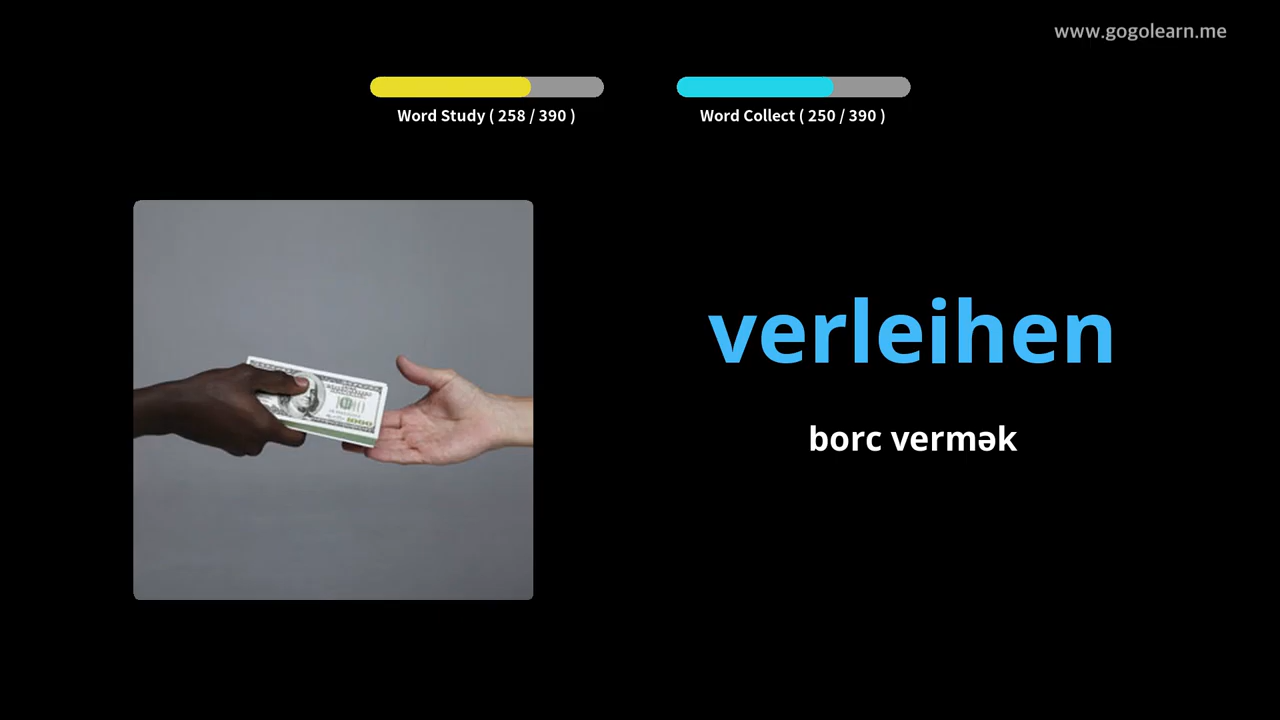 www.gogolearn.me
Word Study ( 258 / 390 )
Word Collect ( 250 / 390 )
verleihen
borc vermək